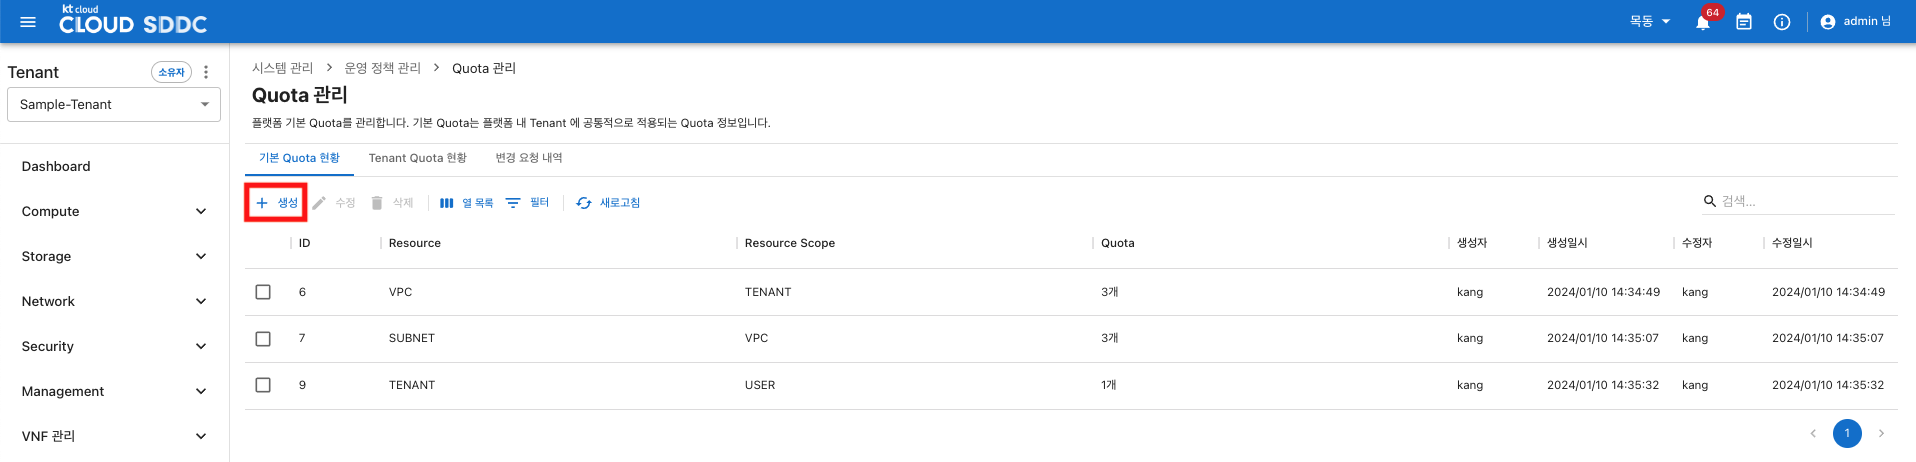 kt cloud
CLOUD SDDC
목동
64
admin 님
Tenant
소유자
Sample-Tenant
Dashboard
Compute
Storage
Network
Security
Management
VNF 관리
시스템 관리 > 운영 정책 관리 > Quota 관리
Quota 관리
플랫폼 기본 Quota를 관리합니다. 기본 Quota는 플랫폼 내 Tenant 에 공통적으로 적용되는 Quota 정보입니다.
기본 Quota 현황 Tenant Quota 현황 변경 요청 내역
+ 생성 수정 삭제 열 목록 필터 새로고침 검색...
ID Resource Resource Scope Quota 생성자 생성일시 수정자 수정일시
6 VPC TENANT 3개 kang 2024/01/10 14:34:49 kang 2024/01/10 14:34:49
7 SUBNET VPC 3개 kang 2024/01/10 14:35:07 kang 2024/01/10 14:35:07
9 TENANT USER 1개 kang 2024/01/10 14:35:32 kang 2024/01/10 14:35:32
< 1 >